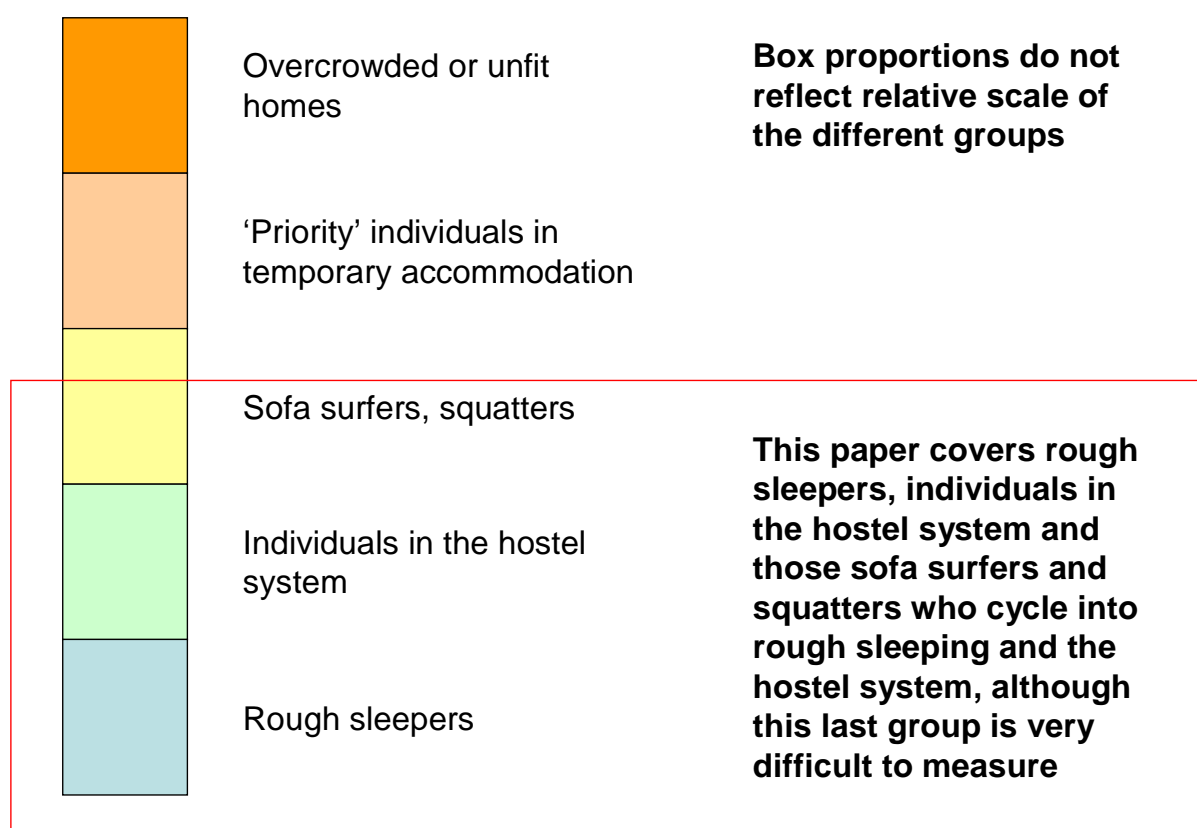 Overcrowded or unfit
homes
Box proportions do not
reflect relative scale of
the different groups
‘Priority’ individuals in
temporary accommodation
Sofa surfers, squatters
Individuals in the hostel
system
Rough sleepers
This paper covers rough
sleepers, individuals in
the hostel system and
those sofa surfers and
squatters who cycle into
rough sleeping and the
hostel system, although
this last group is very
difficult to measure